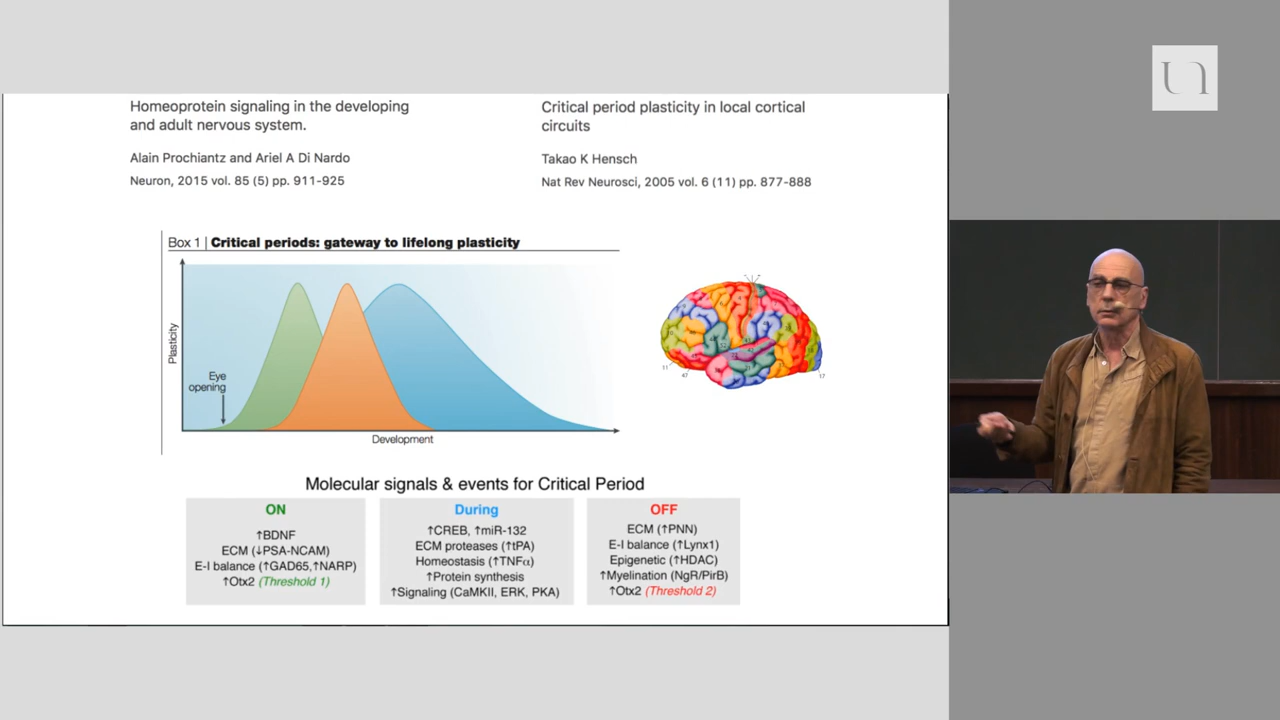 Homeoprotein signaling in the developing
and adult nervous system.
Alain Prochiantz and Ariel A Di Nardo
Neuron, 2015 vol. 85 (5) pp. 911-925
Critical period plasticity in local cortical
circuits
Takao K Hensch
Nat Rev Neurosci, 2005 vol. 6 (11) pp. 877-888
Box 1 | Critical periods: gateway to lifelong plasticity
Plasticity
Eye
opening
Development
11
47
17
Molecular signals & events for Critical Period
ON
↑BDNF
ECM (↓PSA-NCAM)
E-I balance (↑GAD65,↑NARP)
↑Otx2 (Threshold 1)
During
↑CREB, ↑miR-132
ECM proteases (↑tPA)
Homeostasis (↑TNFα)
↑Protein synthesis
↑Signaling (CaMKII, ERK, PKA)
OFF
ECM (↑PNN)
E-I balance (↑Lynx1)
Epigenetic (↑HDAC)
↑Myelination (NgR/PirB)
↑Otx2 (Threshold 2)